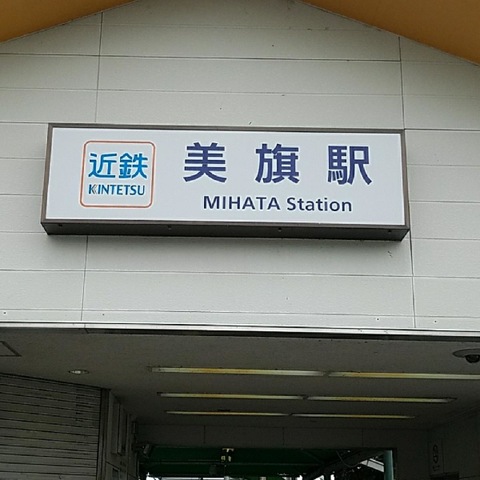 近鉄
KINTETSU
美旗駅
MIHATA Station